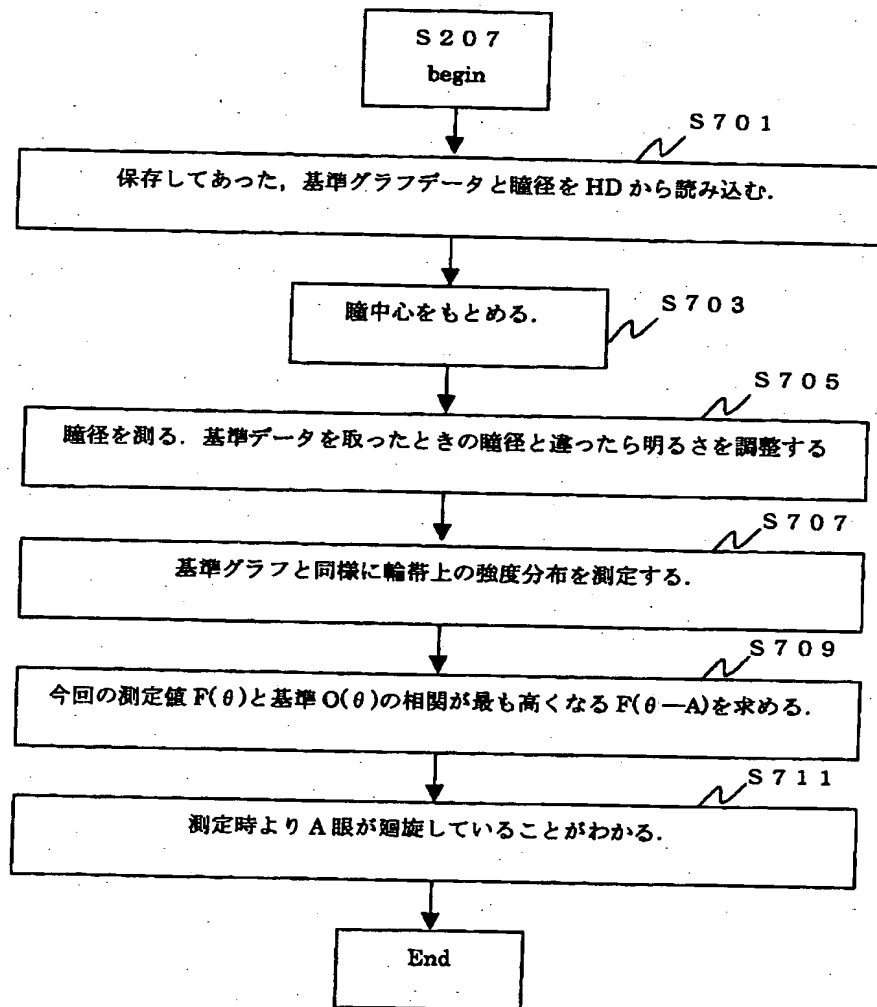 S207
begin
S701
保存してあった，基準グラフデータと瞳径を HD から読み込む．
S703
瞳中心をもとめる．
S705
瞳径を測る．基準データを取ったときの瞳径と違ったら明るさを調整する
S707
基準グラフと同様に輪帯上の強度分布を測定する．
S709
今回の測定値 F(θ)と基準 O(θ)の相関が最も高くなる F(θ―A)を求める．
S711
測定時より A 眼が廻旋していることがわかる．
End